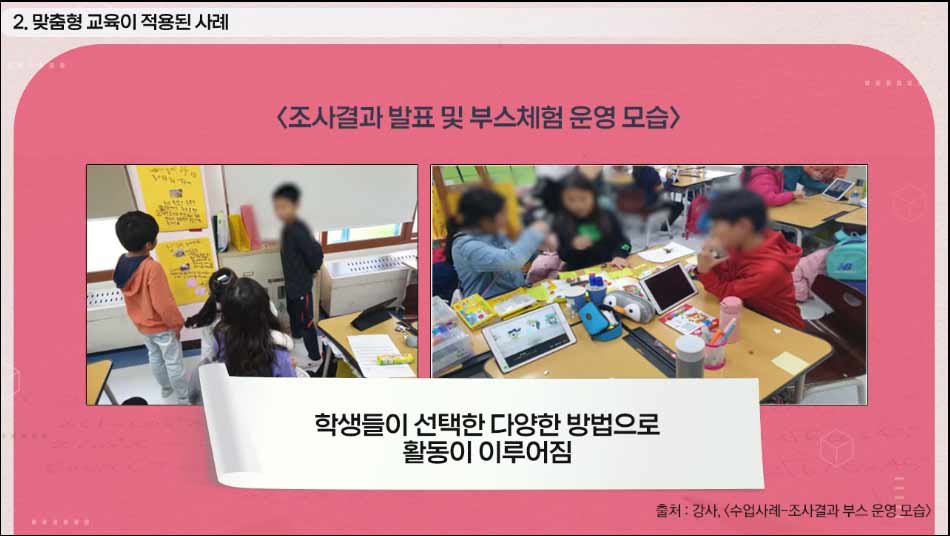 2. 맞춤형 교육이 적용된 사례
<조사결과 발표 및 부스체험 운영 모습>
학생들이 선택한 다양한 방법으로
활동이 이루어짐
출처 : 강사, <수업사례-조사결과 부스 운영 모습>